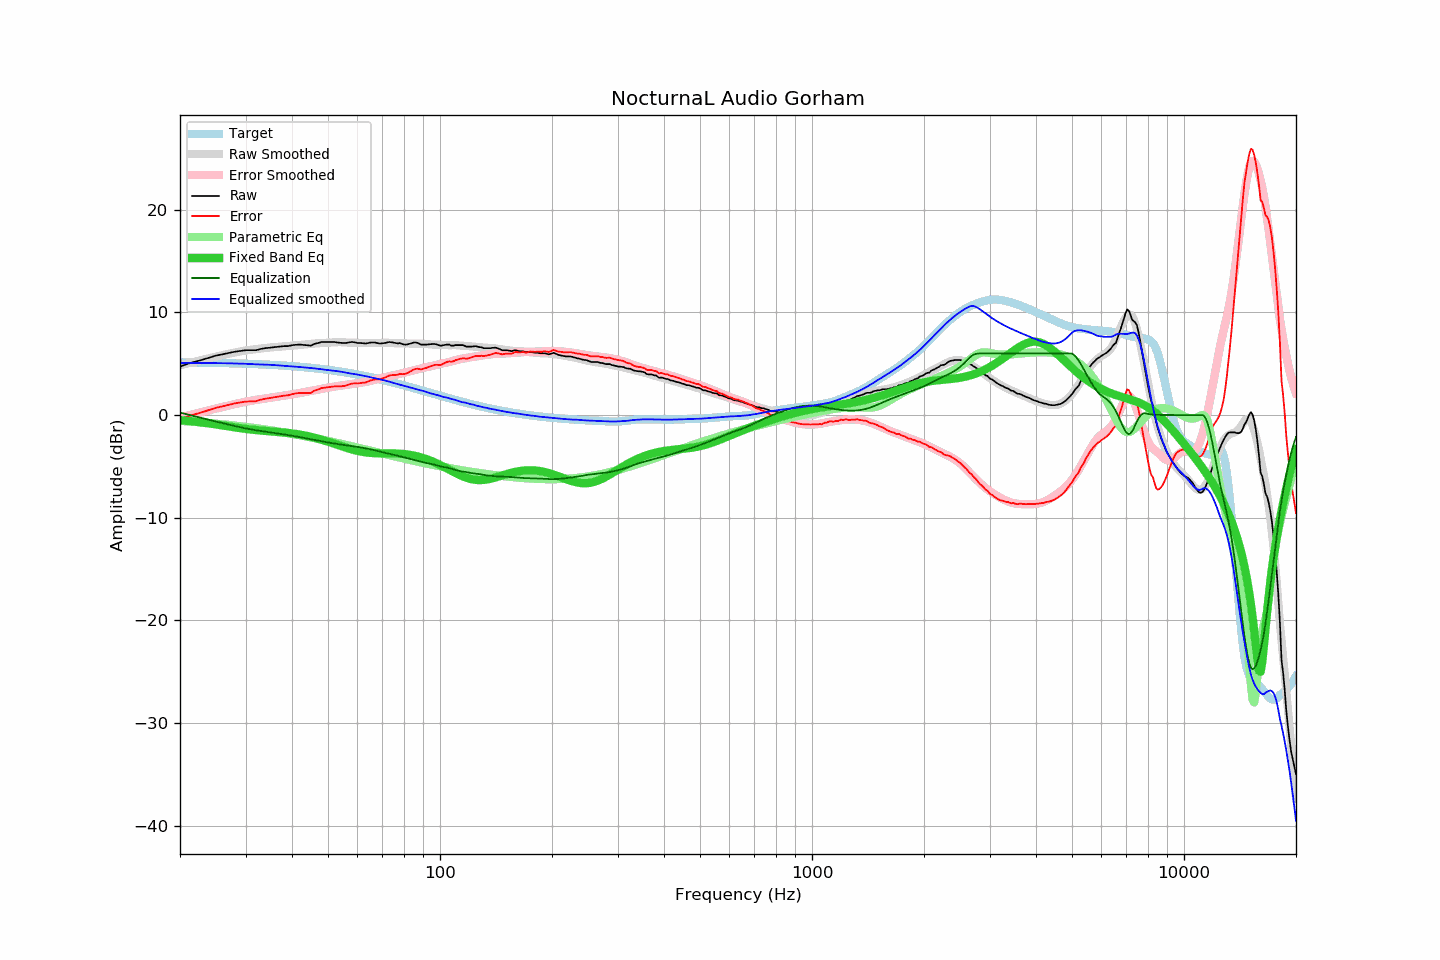 NocturnaL Audio Gorham
Target
Raw Smoothed
Error Smoothed
Raw
Error
Parametric Eq
Fixed Band Eq
Equalization
Equalized smoothed
Amplitude (dBr)
20
10
0
−10
−20
−30
−40
100
1000
10000
Frequency (Hz)